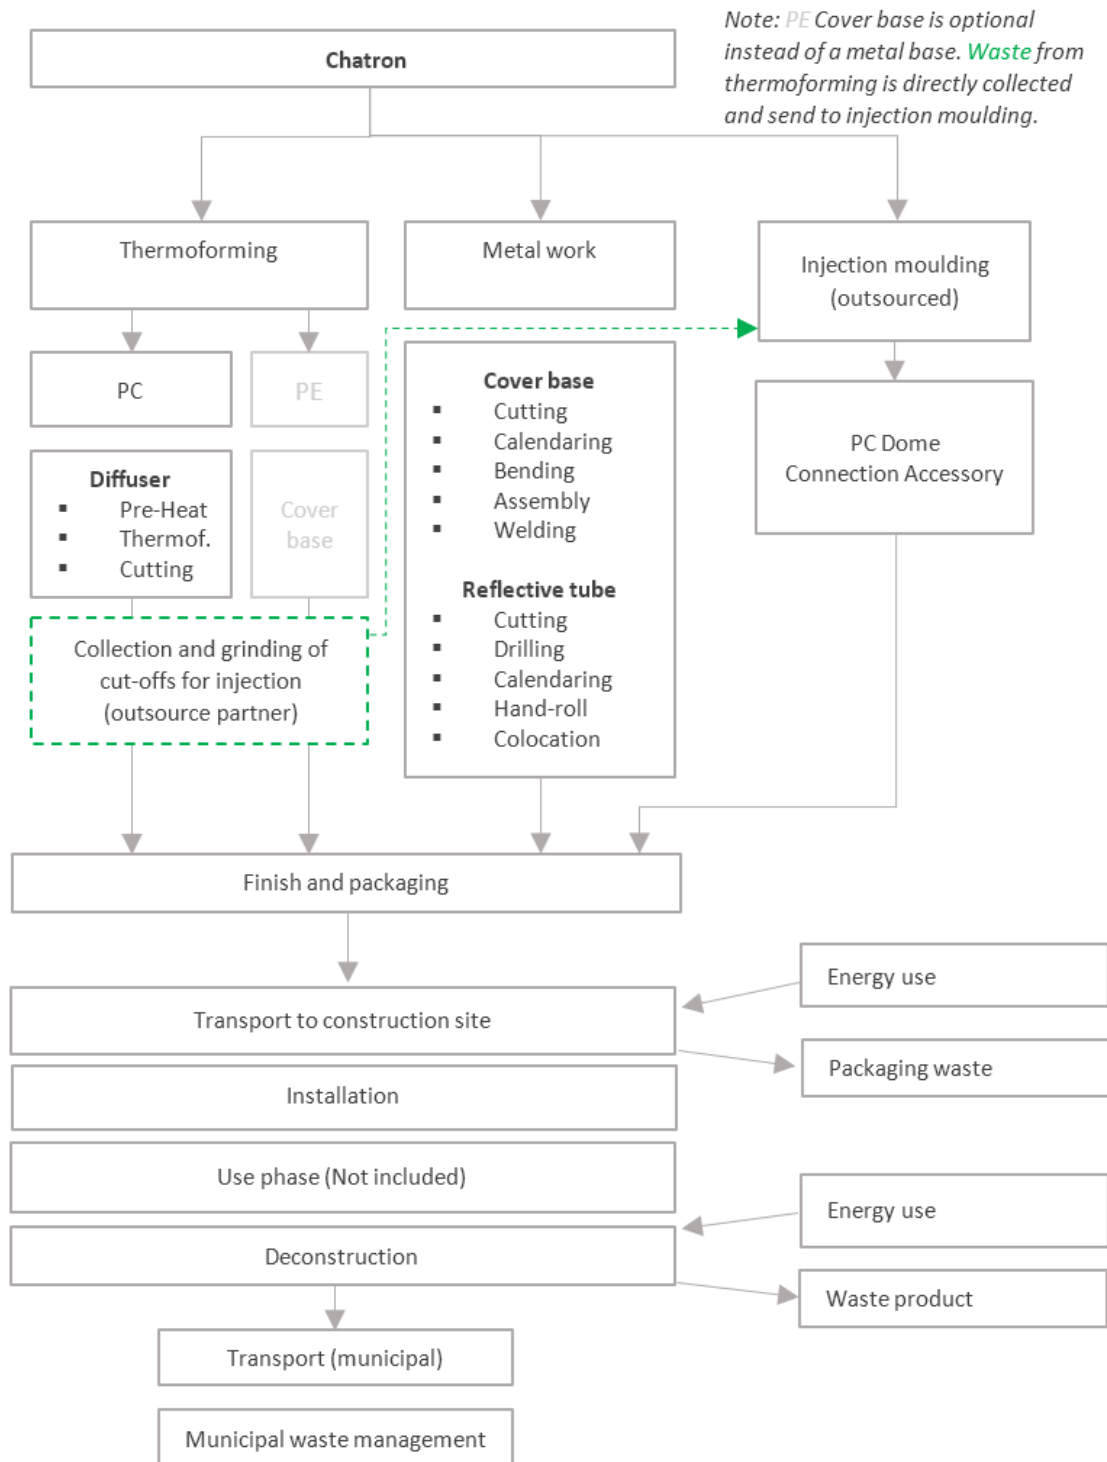 Note: PE Cover base is optional
instead of a metal base. Waste from
thermoforming is directly collected
and send to injection moulding.
Chatron
Thermoforming
Metal work
Injection moulding
(outsourced)
PC
PE
Diffuser
▪ Pre-Heat
▪ Thermof.
▪ Cutting
Cover
base
Cover base
▪ Cutting
▪ Calendaring
▪ Bending
▪ Assembly
▪ Welding
Reflective tube
▪ Cutting
▪ Drilling
▪ Calendaring
▪ Hand-roll
▪ Colocation
PC Dome
Connection Accessory
Collection and grinding of
cut-offs for injection
(outsource partner)
Finish and packaging
Transport to construction site
Energy use
Packaging waste
Installation
Use phase (Not included)
Deconstruction
Energy use
Waste product
Transport (municipal)
Municipal waste management